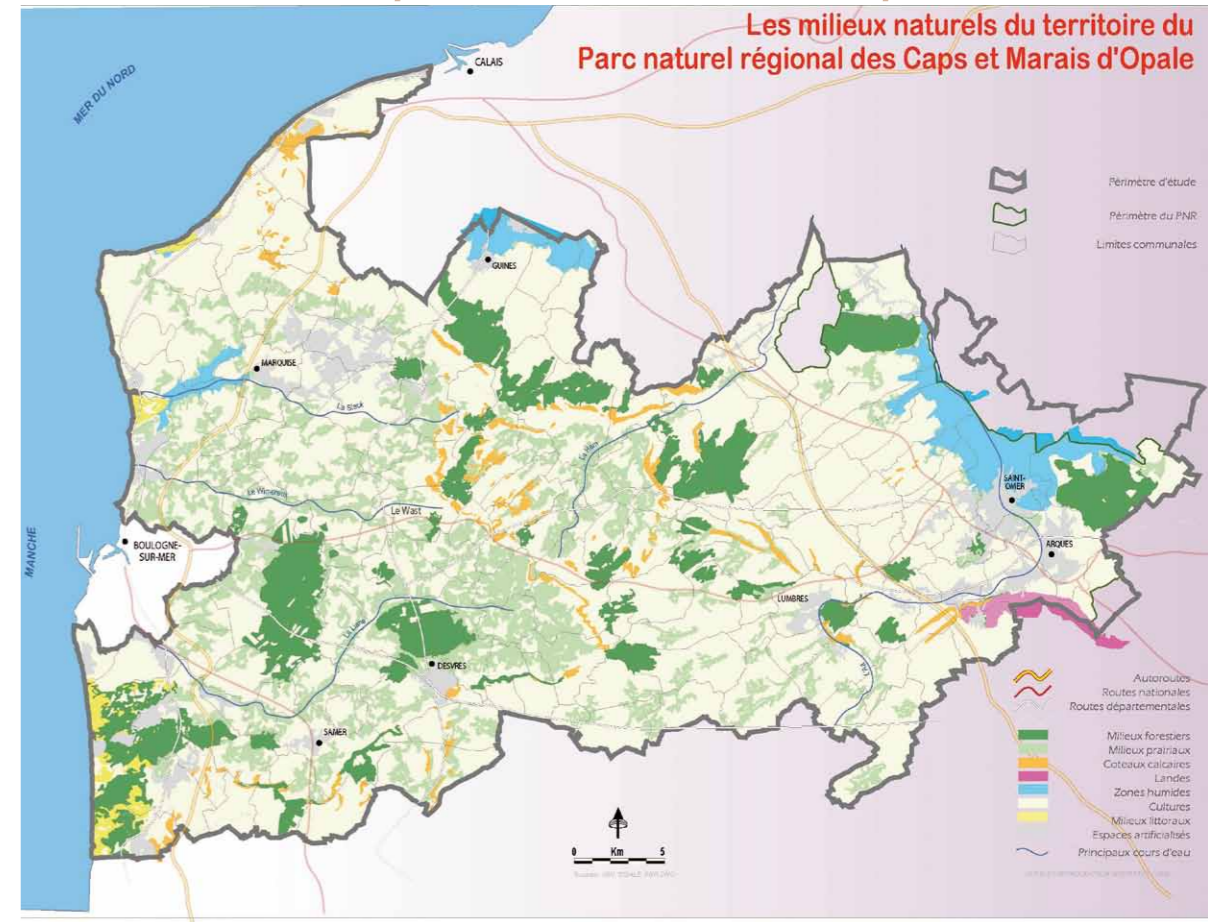 Les milieux naturels du territoire du
Parc naturel régional des Caps et Marais d'Opale
MER DU NORD
CALAIS
Périmètre d'étude
Périmètre du PNR
Limites communales
GUINES
MARQUISE
La Slack
Le Wimereux
Le Wast
La Hem
SAINT-
OMER
ARQUES
MANCHE
BOULOGNE-
SUR-MER
LUMBRES
La Liane
L'Aa
DESVRES
SAMER
Autoroutes
Routes nationales
Routes départementales
Milieux forestiers
Milieux prairiaux
Coteaux calcaires
Landes
Zones humides
Cultures
Milieux littoraux
Espaces artificialisés
Principaux cours d'eau
0 Km 5